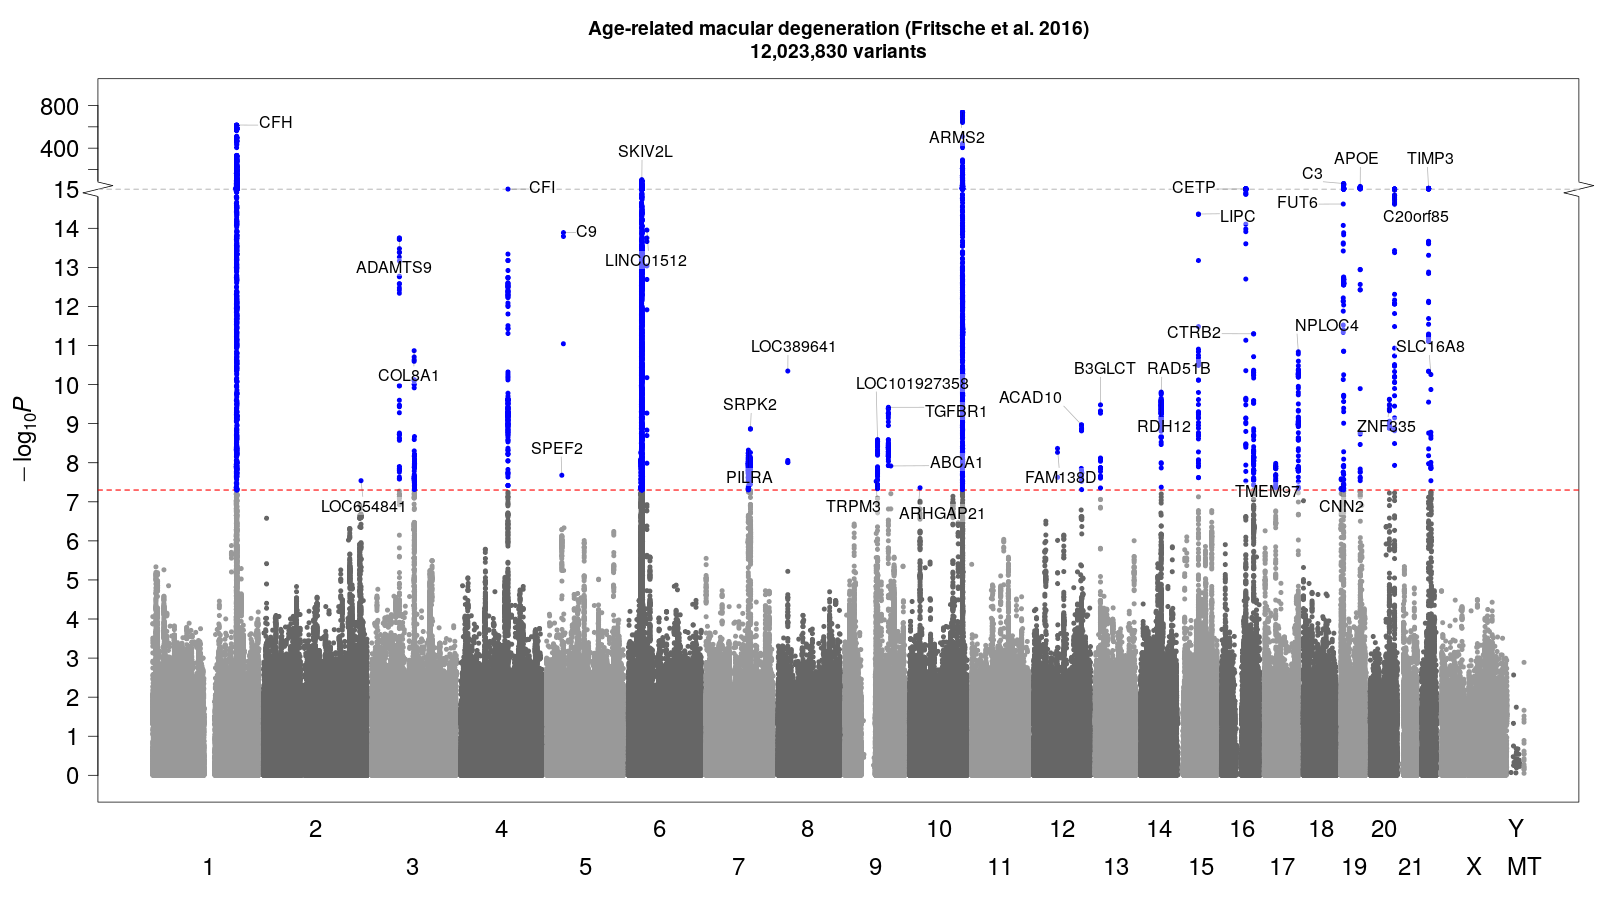 Age-related macular degeneration (Fritsche et al. 2016)
12,023,830 variants
800
400
15
14
13
12
11
10
9
8
7
6
5
4
3
2
1
0
− log10P
CFH
ARMS2
SKIV2L
CFI
C3
APOE
TIMP3
CETP
FUT6
LIPC
C20orf85
C9
LINC01512
ADAMTS9
CTRB2
NPLOC4
LOC389641
SLC16A8
COL8A1
LOC101927358
B3GLCT
RAD51B
ACAD10
SRPK2
TGFBR1
RDH12
ZNF335
SPEF2
ABCA1
PILRA
FAM138D
TMEM97
LOC654841
TRPM3
ARHGAP21
CNN2
2 4 6 8 10 12 14 16 18 20 Y
1 3 5 7 9 11 13 15 17 19 21 X MT